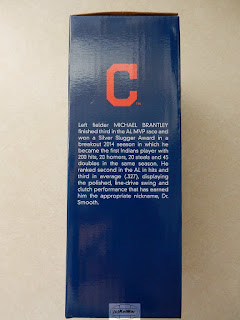 C
Left fielder MICHAEL BRANTLEY
finished third in the AL MVP race and
won a Silver Slugger Award in a
breakout 2014 season in which he
became the first Indians player with
200 hits, 20 homers, 20 steals and 45
doubles in the same season. He
ranked second in the AL in hits and
third in average (.327), displaying
the polished, line-drive swing and
clutch performance that has earned
him the appropriate nickname, Dr.
Smooth.